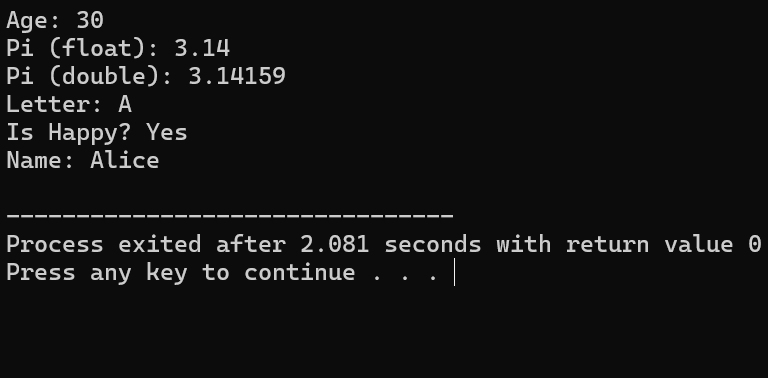 Age: 30
Pi (float): 3.14
Pi (double): 3.14159
Letter: A
Is Happy? Yes
Name: Alice
--------------------------------
Process exited after 2.081 seconds with return value 0
Press any key to continue . . .